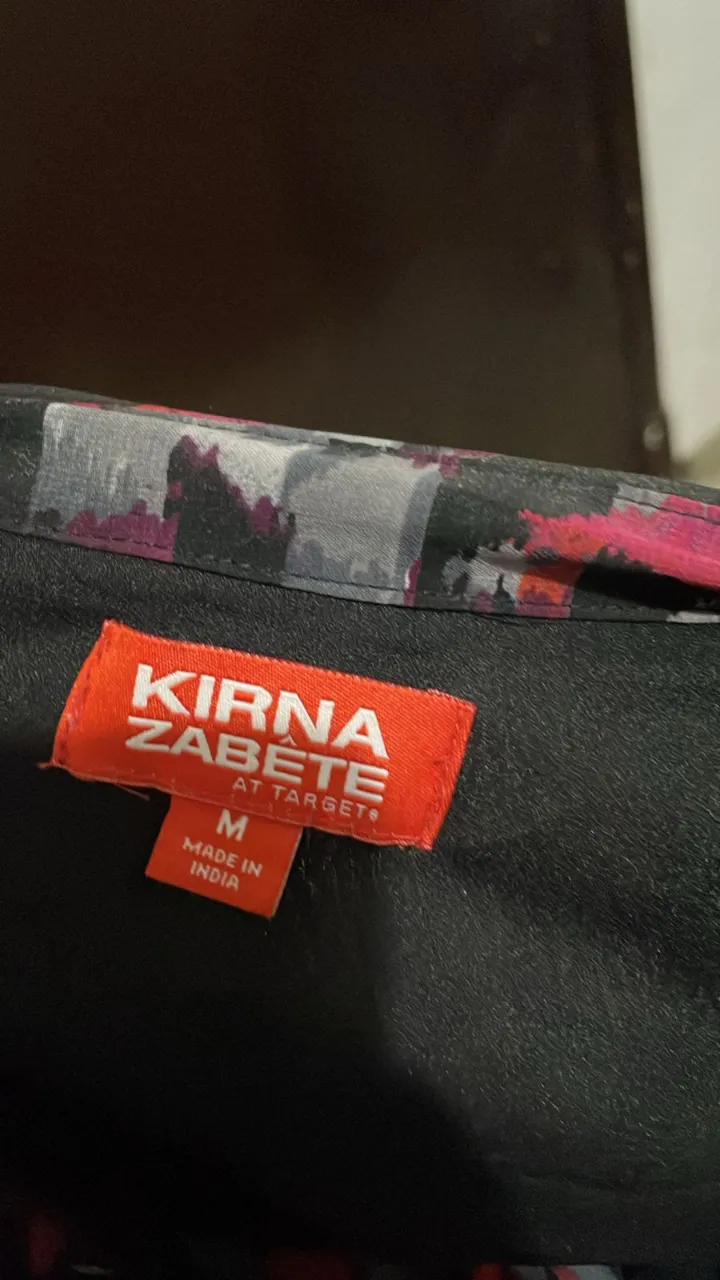 KIRNA
ZABÊTE
AT TARGET®
M
MADE IN
INDIA